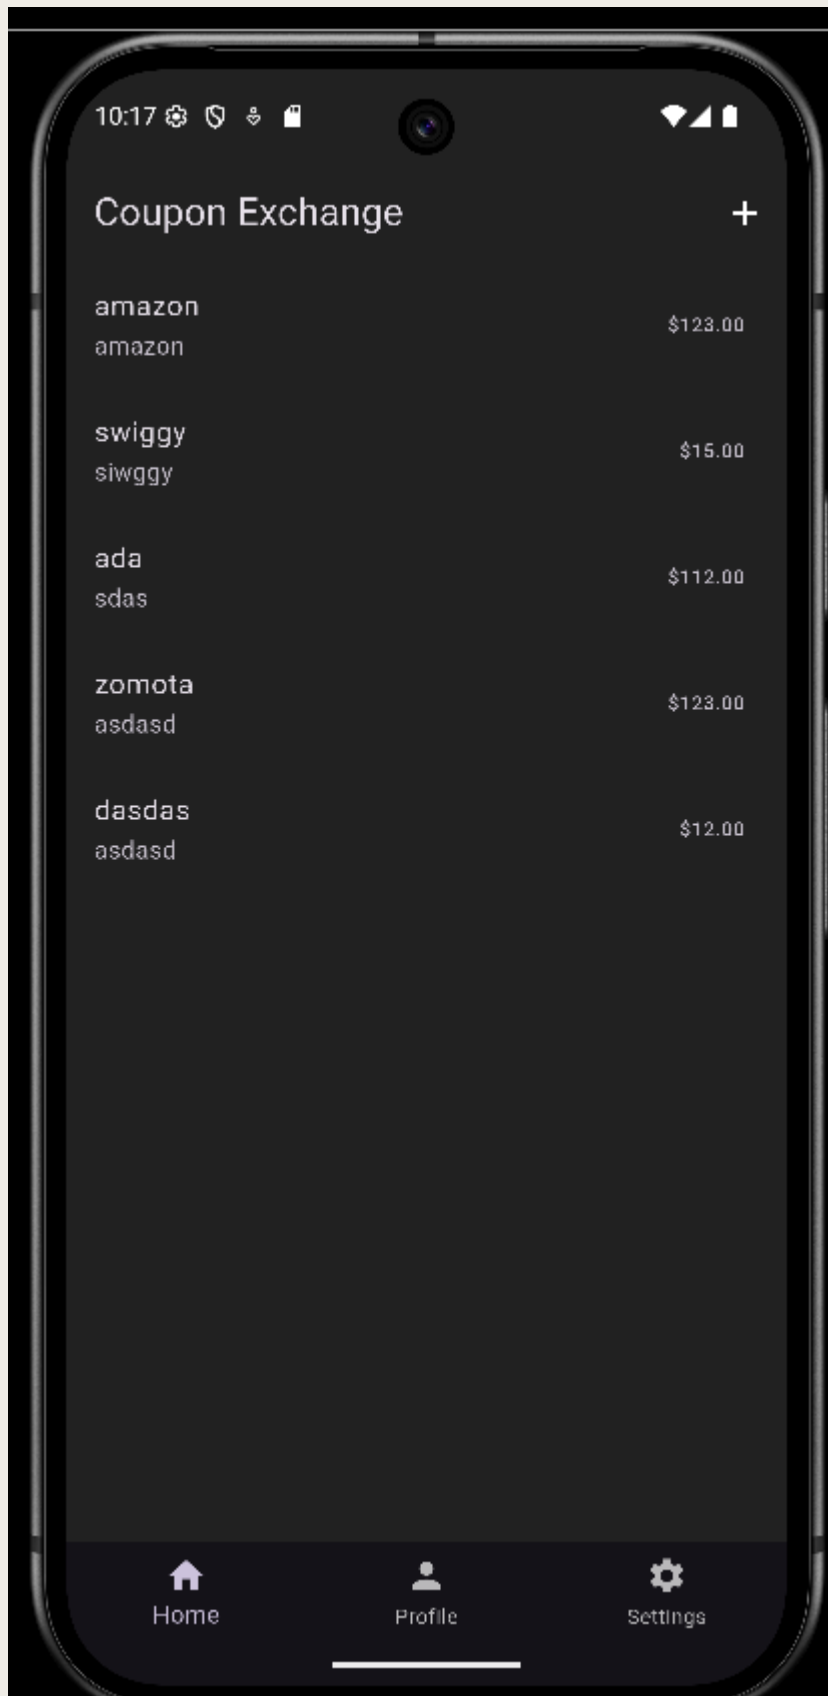 10:17
Coupon Exchange
+
amazon
amazon
$123.00
swiggy
siwggy
$15.00
ada
sdas
$112.00
zomota
asdasd
$123.00
dasdas
asdasd
$12.00
Home
Profile
Settings